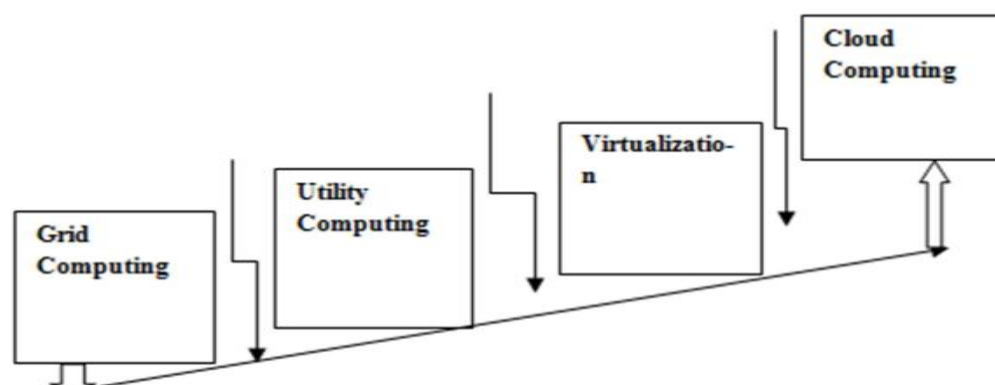 Grid
Computing
Utility
Computing
Virtualizatio-
n
Cloud
Computing